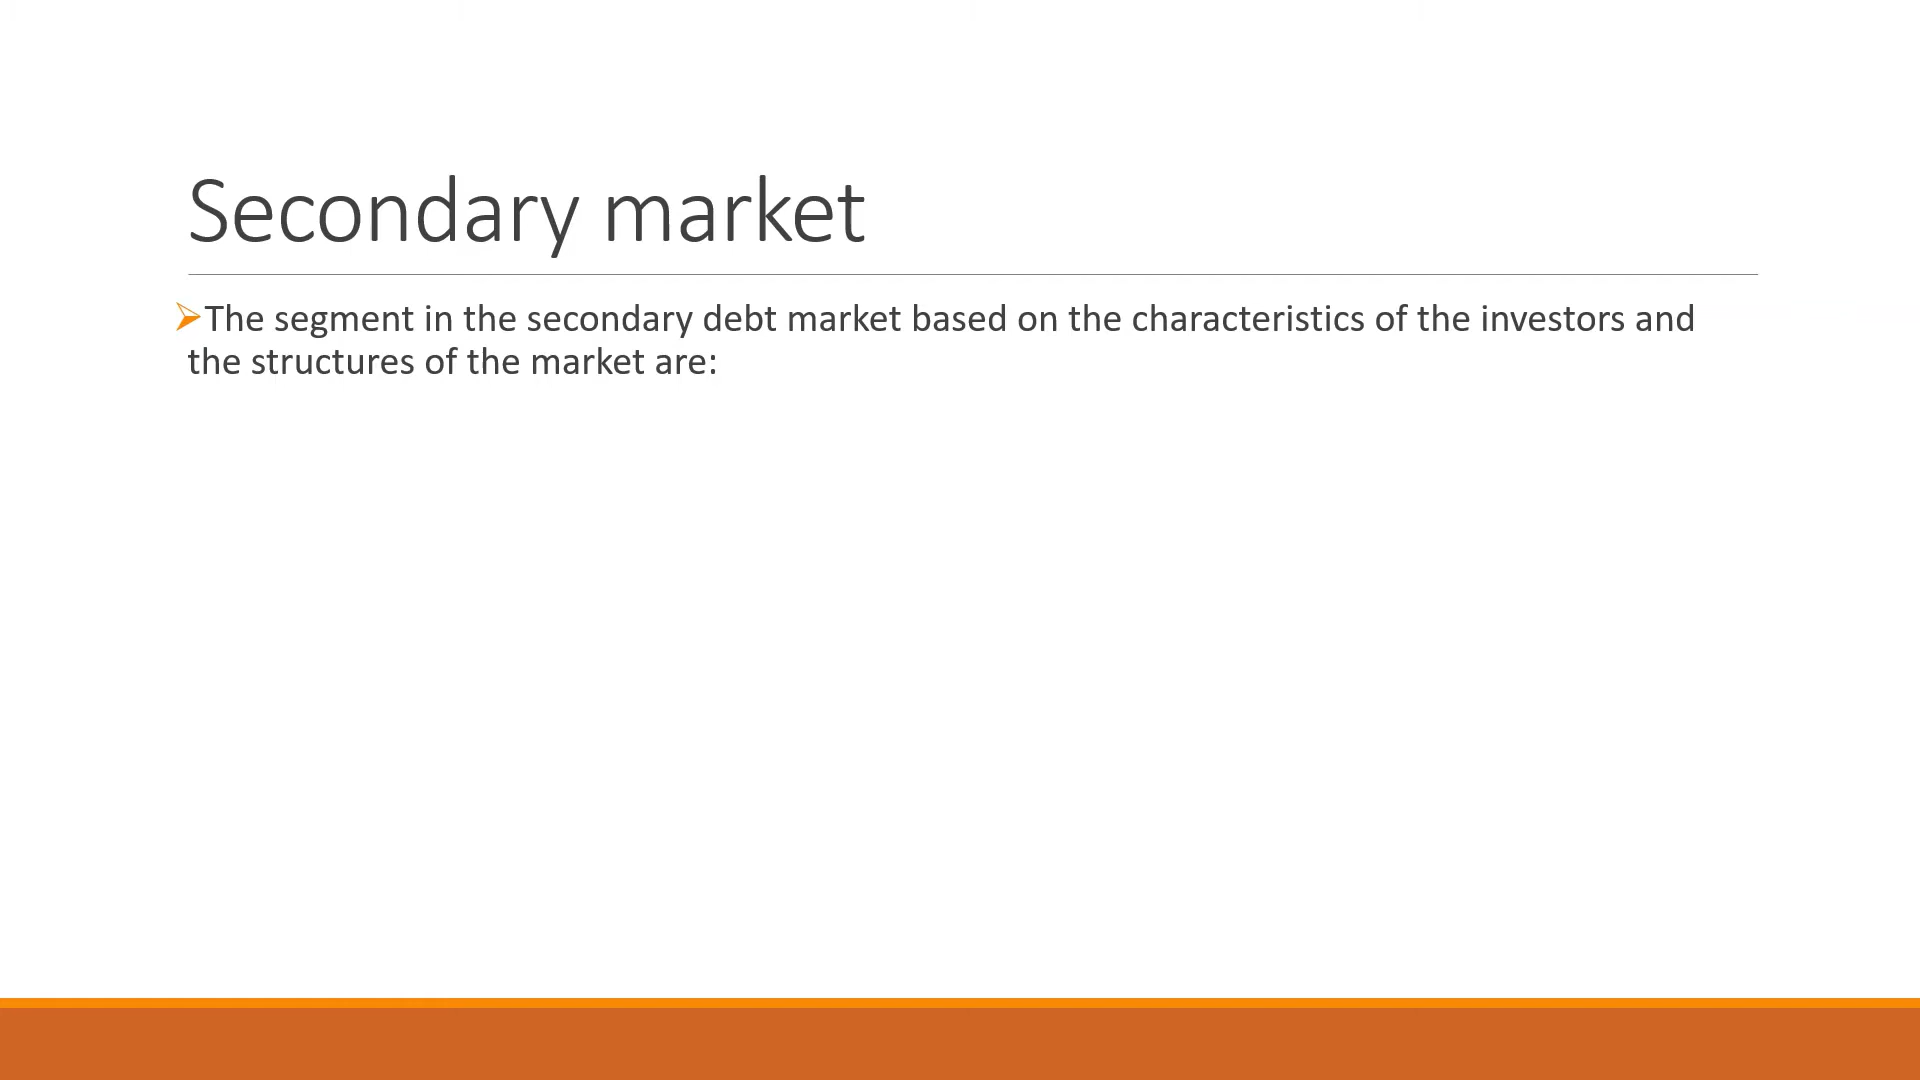 Secondary market
The segment in the secondary debt market based on the characteristics of the investors and
the structures of the market are: